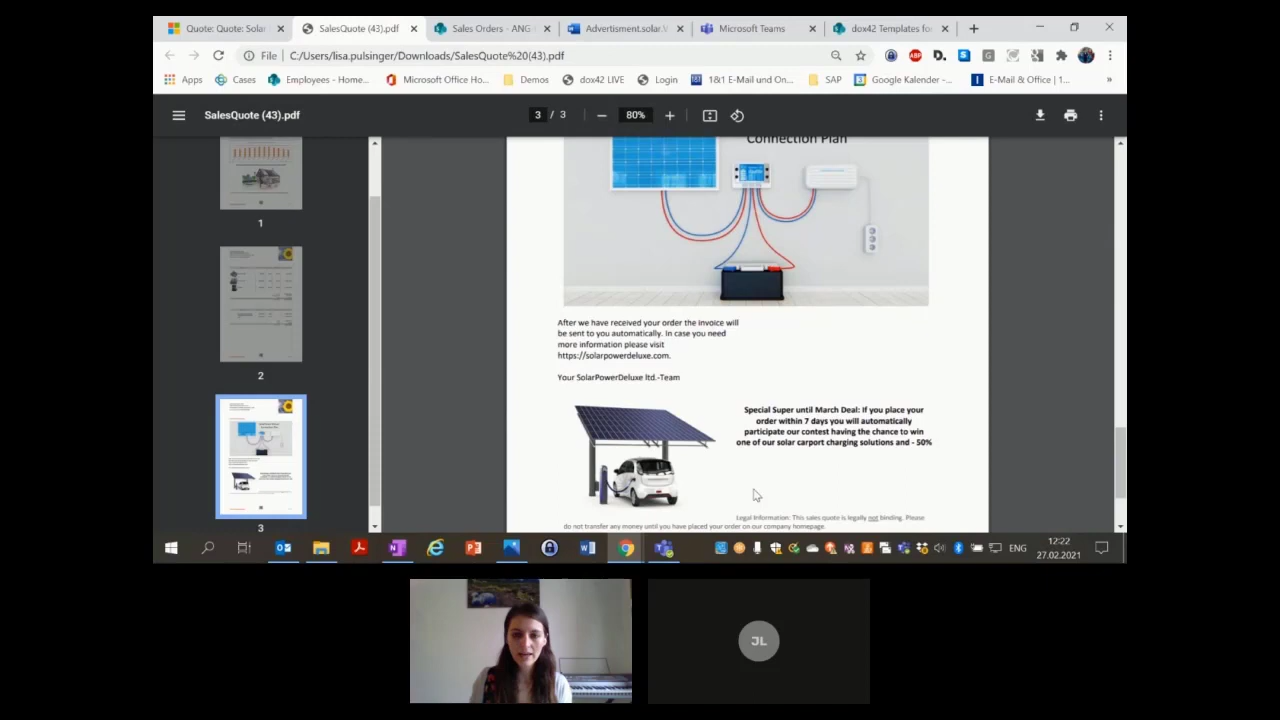 Quote: Quote: Solar
SalesQuote (43).pdf
Sales Orders - ANG-
Advertisment.solar.V
Microsoft Teams
dox42 Templates for
File
C:/Users/lisa.pulsinger/Downloads/SalesQuote%20(43).pdf
Apps
Cases
Employees - Home...
Microsoft Office Ho...
Demos
dox42 LIVE
Login
1&1 E-Mail und On...
SAP
Google Kalender -...
E-Mail & Office | 1...
SalesQuote (43).pdf
3 / 3
80%
1
2
3
Connection Plan
After we have received your order the invoice will
be sent to you automatically. In case you need
more information please visit
https://solarpowerdeluxe.com.
Your SolarPowerDeluxe ltd.-Team
Special Super until March Deal: If you place your
order within 7 days you will automatically
participate our contest having the chance to win
one of our solar carport charging solutions and - 50%
Legal Information: This sales quote is legally not binding. Please
do not transfer any money until you have placed your order on our company homepage.
ENG
12:22
27.02.2021
JL